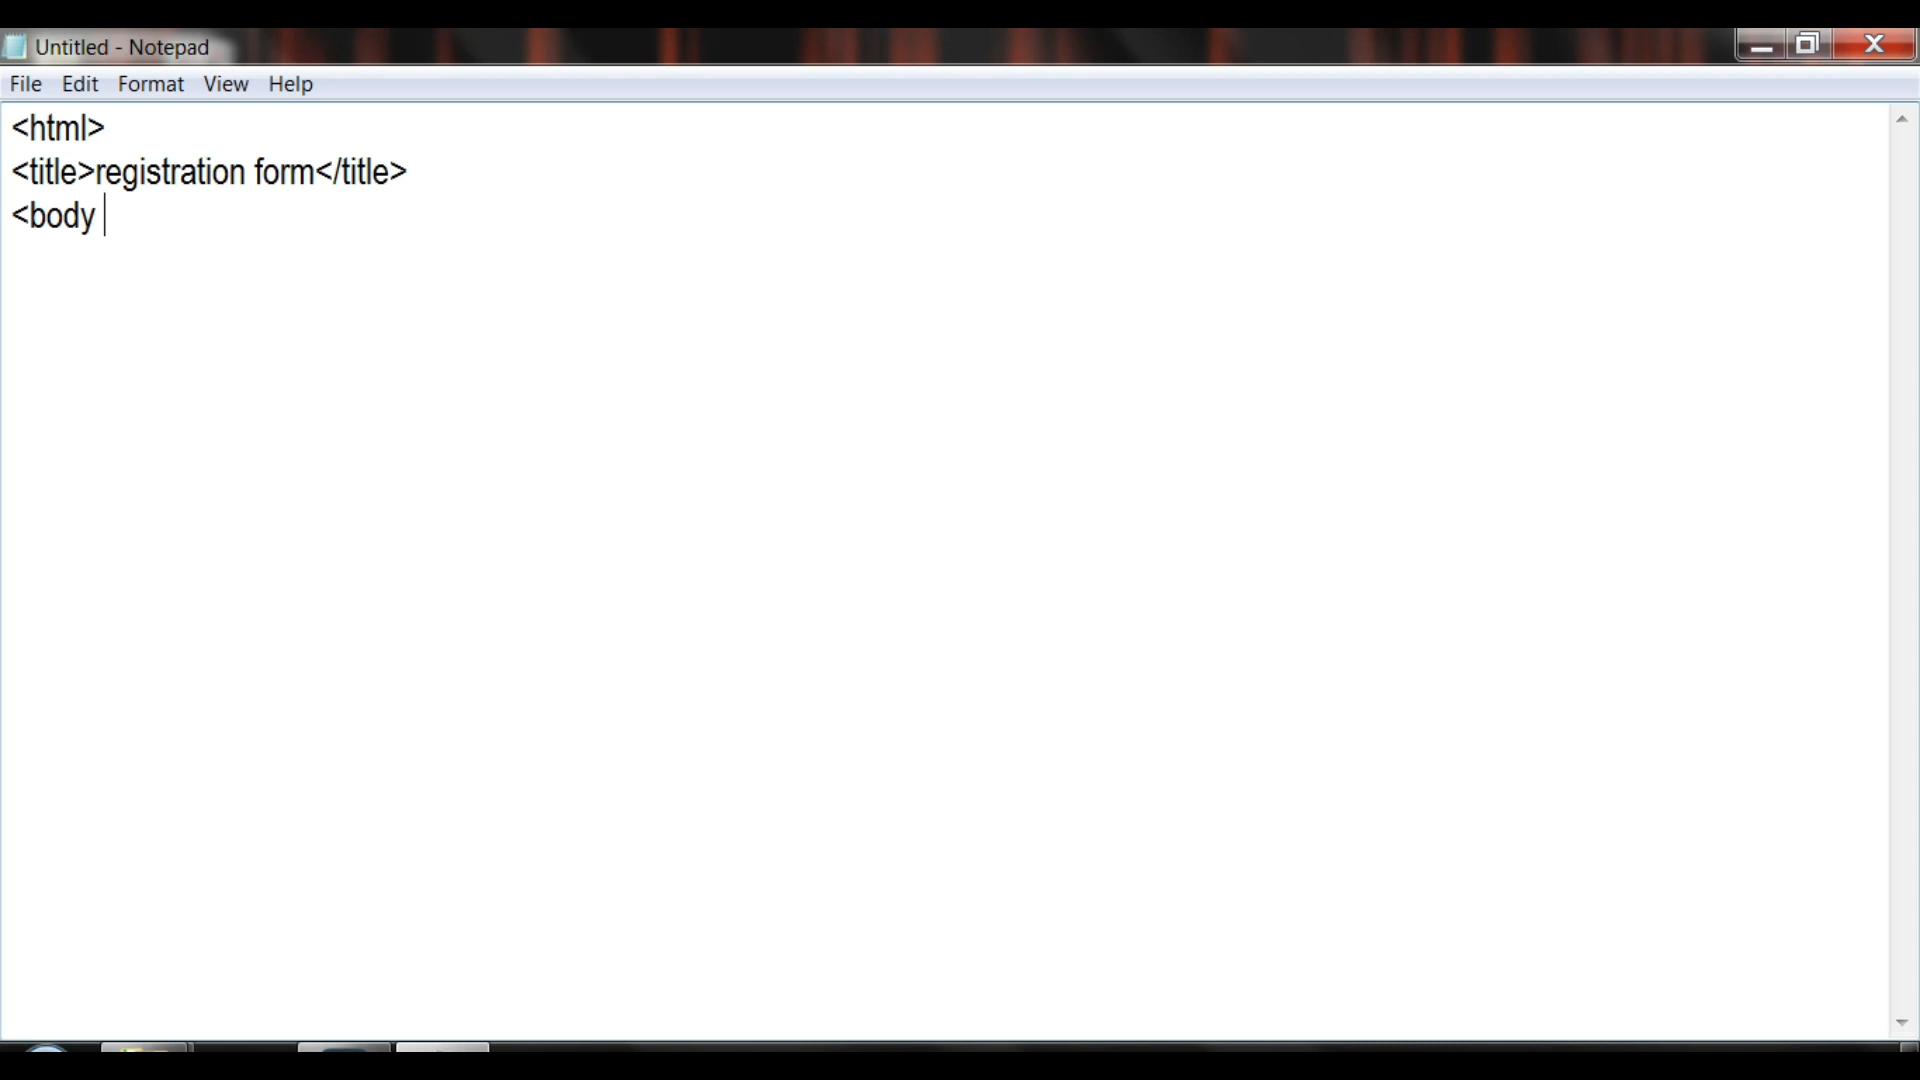 Untitled - Notepad
File Edit Format View Help
<html>
<title>registration form</title>
<body